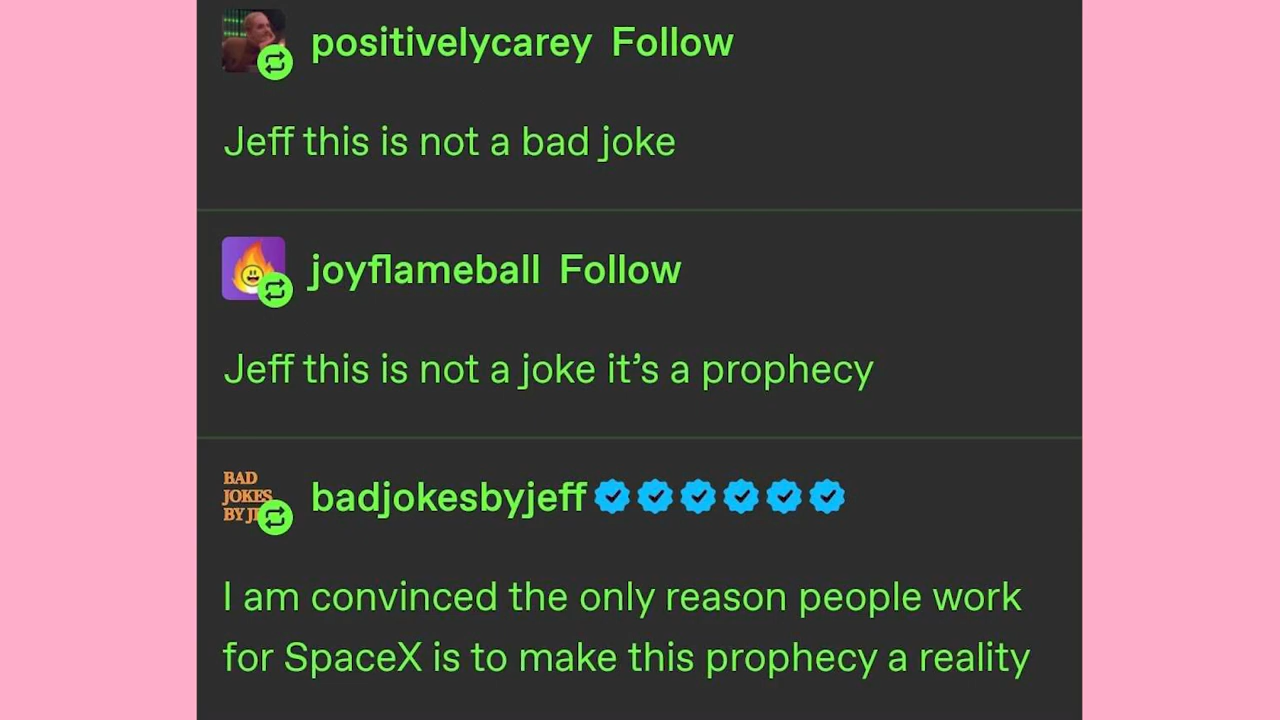 positivelycarey Follow
Jeff this is not a bad joke
joyflameball Follow
Jeff this is not a joke it’s a prophecy
BAD
JOKES
BY
badjokesbyjeff
I am convinced the only reason people work
for SpaceX is to make this prophecy a reality